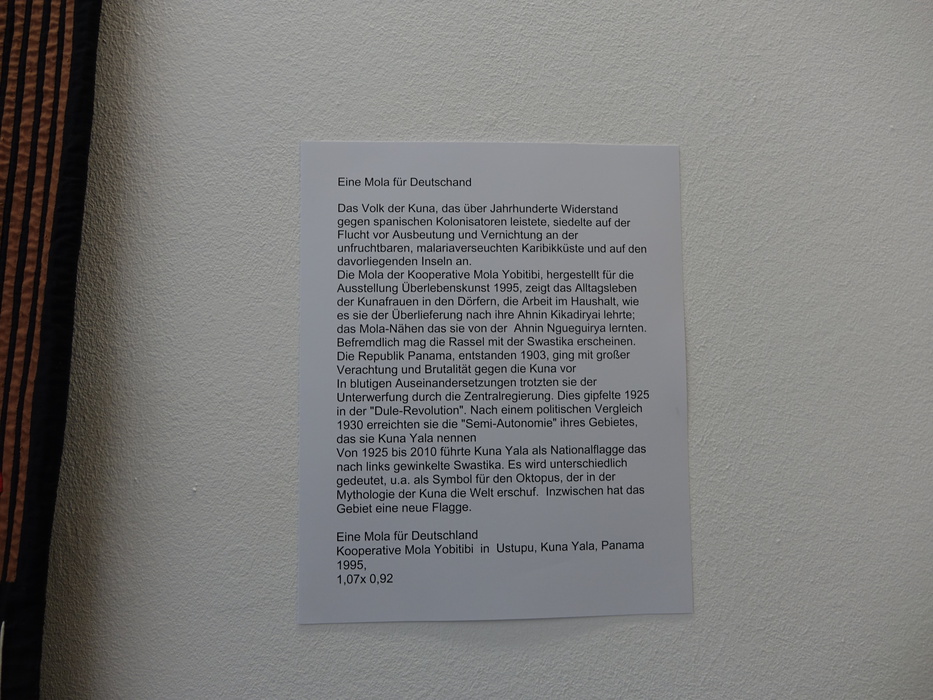 Eine Mola für Deutschand
Das Volk der Kuna, das über Jahrhunderte Widerstand
gegen spanischen Kolonisatoren leistete, siedelte auf der
Flucht vor Ausbeutung und Vernichtung an der
unfruchtbaren, malariaverseuchten Karibikküste und auf den
davorliegenden Inseln an.
Die Mola der Kooperative Mola Yobitibi, hergestellt für die
Ausstellung Überlebenskunst 1995, zeigt das Alltagsleben
der Kunafrauen in den Dörfern, die Arbeit im Haushalt, wie
es sie der Überlieferung nach ihre Ahnin Kikadiryai lehrte;
das Mola-Nähen das sie von der  Ahnin Ngueguirya lernten.
Befremdlich mag die Rassel mit der Swastika erscheinen.
Die Republik Panama, entstanden 1903, ging mit großer
Verachtung und Brutalität gegen die Kuna vor
In blutigen Auseinandersetzungen trotzten sie der
Unterwerfung durch die Zentralregierung. Dies gipfelte 1925
in der "Dule-Revolution". Nach einem politischen Vergleich
1930 erreichten sie die "Semi-Autonomie" ihres Gebietes,
das sie Kuna Yala nennen
Von 1925 bis 2010 führte Kuna Yala als Nationalflagge das
nach links gewinkelte Swastika. Es wird unterschiedlich
gedeutet, u.a. als Symbol für den Oktopus, der in der
Mythologie der Kuna die Welt erschuf.  Inzwischen hat das
Gebiet eine neue Flagge.
Eine Mola für Deutschland
Kooperative Mola Yobitibi  in  Ustupu, Kuna Yala, Panama
1995,
1,07x 0,92